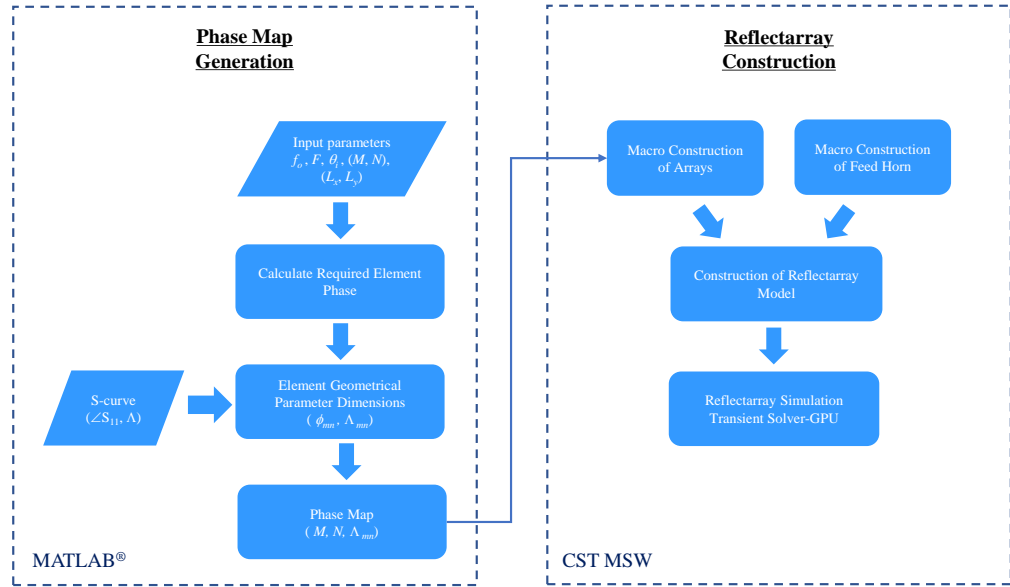 Phase Map
Generation
Input parameters
f_o, F, θ_i, (M, N),
(L_x, L_y)
Calculate Required Element
Phase
S-curve
(∠S_11, Λ)
Element Geometrical
Parameter Dimensions
( ϕ_mn, Λ_mn)
Phase Map
( M, N, Λ_mn)
MATLAB®
Reflectarray
Construction
Macro Construction
of Arrays
Macro Construction
of Feed Horn
Construction of Reflectarray
Model
Reflectarray Simulation
Transient Solver-GPU
CST MSW